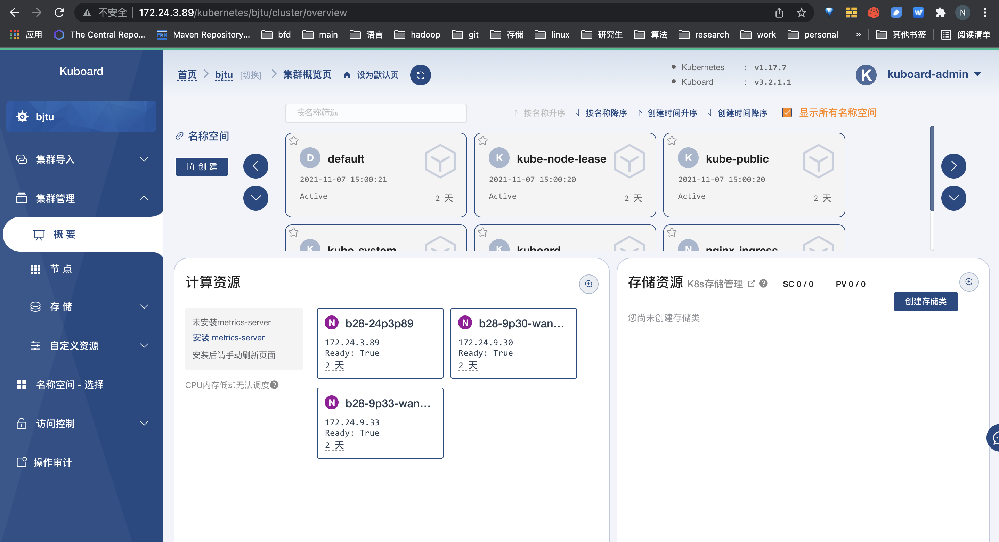 不安全 | 172.24.3.89/kubernetes/bjtu/cluster/overview
N
应用 The Central Repo... Maven Repository... bfd main 语言 hadoop git 存储 linux 研究生 算法 research work personal » 其他书签 阅读清单
Kuboard
bjtu
集群导入
集群管理
概 要
节 点
存 储
自定义资源
名称空间 - 选择
访问控制
操作审计
首页 > bjtu [切换] > 集群概览页 设为默认页
Kubernetes : v1.17.7
Kuboard : v3.2.1.1
K kuboard-admin
按名称筛选
按名称升序 按名称降序 创建时间升序 创建时间降序 显示所有名称空间
名称空间
创 建
D default
2021-11-07 15:00:21
Active 2 天
K kube-node-lease
2021-11-07 15:00:20
Active 2 天
K kube-public
2021-11-07 15:00:20
Active 2 天
K kube-system
K kuboard
N nginx-ingress
计算资源
未安装metrics-server
安装 metrics-server
安装后请手动刷新页面
CPU内存低却无法调度?
N b28-24p3p89
172.24.3.89
Ready: True
2 天
N b28-9p30-wan...
172.24.9.30
Ready: True
2 天
N b28-9p33-wan...
172.24.9.33
Ready: True
2 天
存储资源 K8s存储管理 ? SC 0 / 0 PV 0 / 0
创建存储类
您尚未创建存储类